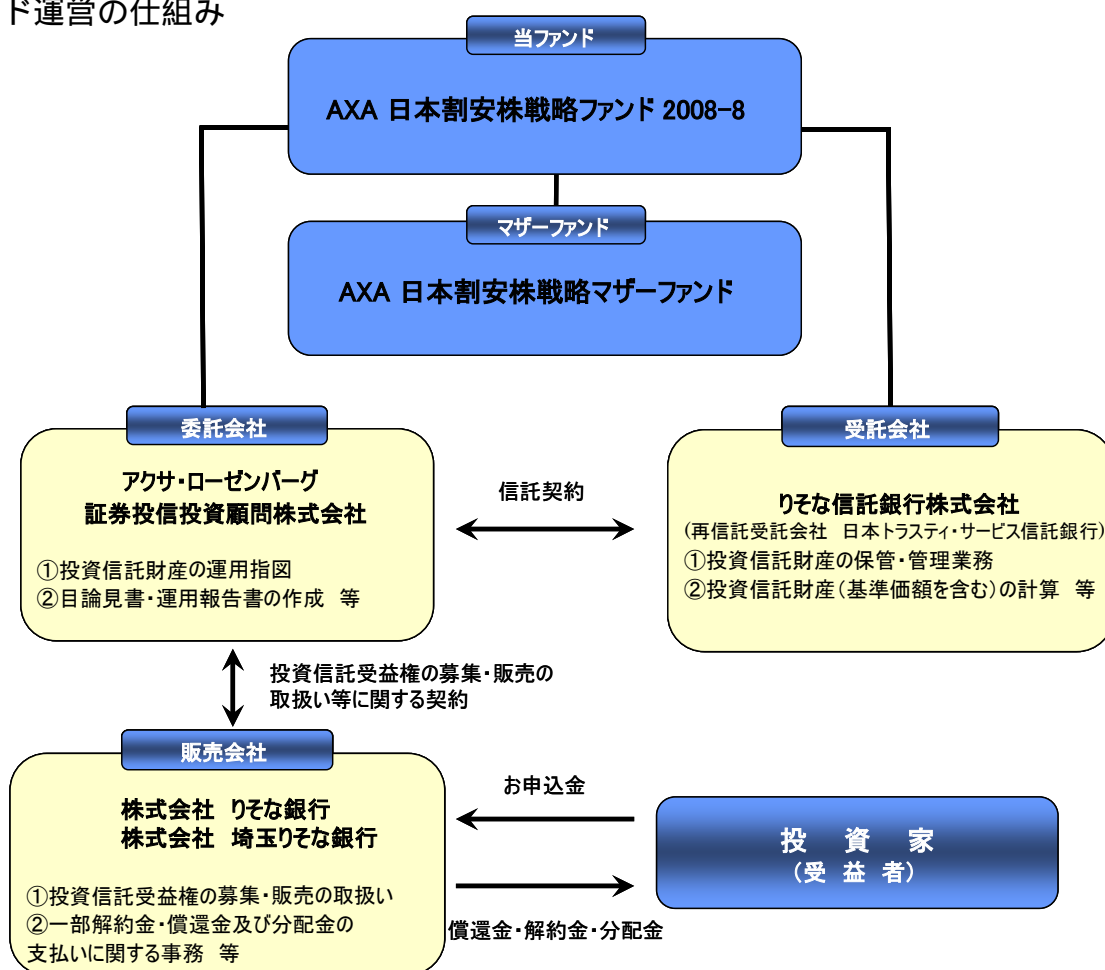 ド運営の仕組み
当ファンド
AXA 日本割安株戦略ファンド 2008-8
マザーファンド
AXA 日本割安株戦略マザーファンド
委託会社
アクサ・ローゼンバーグ
証券投信投資顧問株式会社
①投資信託財産の運用指図
②目論見書・運用報告書の作成 等
信託契約
受託会社
りそな信託銀行株式会社
(再信託受託会社 日本トラスティ・サービス信託銀行)
①投資信託財産の保管・管理業務
②投資信託財産(基準価額を含む)の計算 等
投資信託受益権の募集・販売の
取扱い等に関する契約
販売会社
株式会社 りそな銀行
株式会社 埼玉りそな銀行
①投資信託受益権の募集・販売の取扱い
②一部解約金・償還金及び分配金の
支払いに関する事務 等
お申込金
償還金・解約金・分配金
投 資 家
(受 益 者)